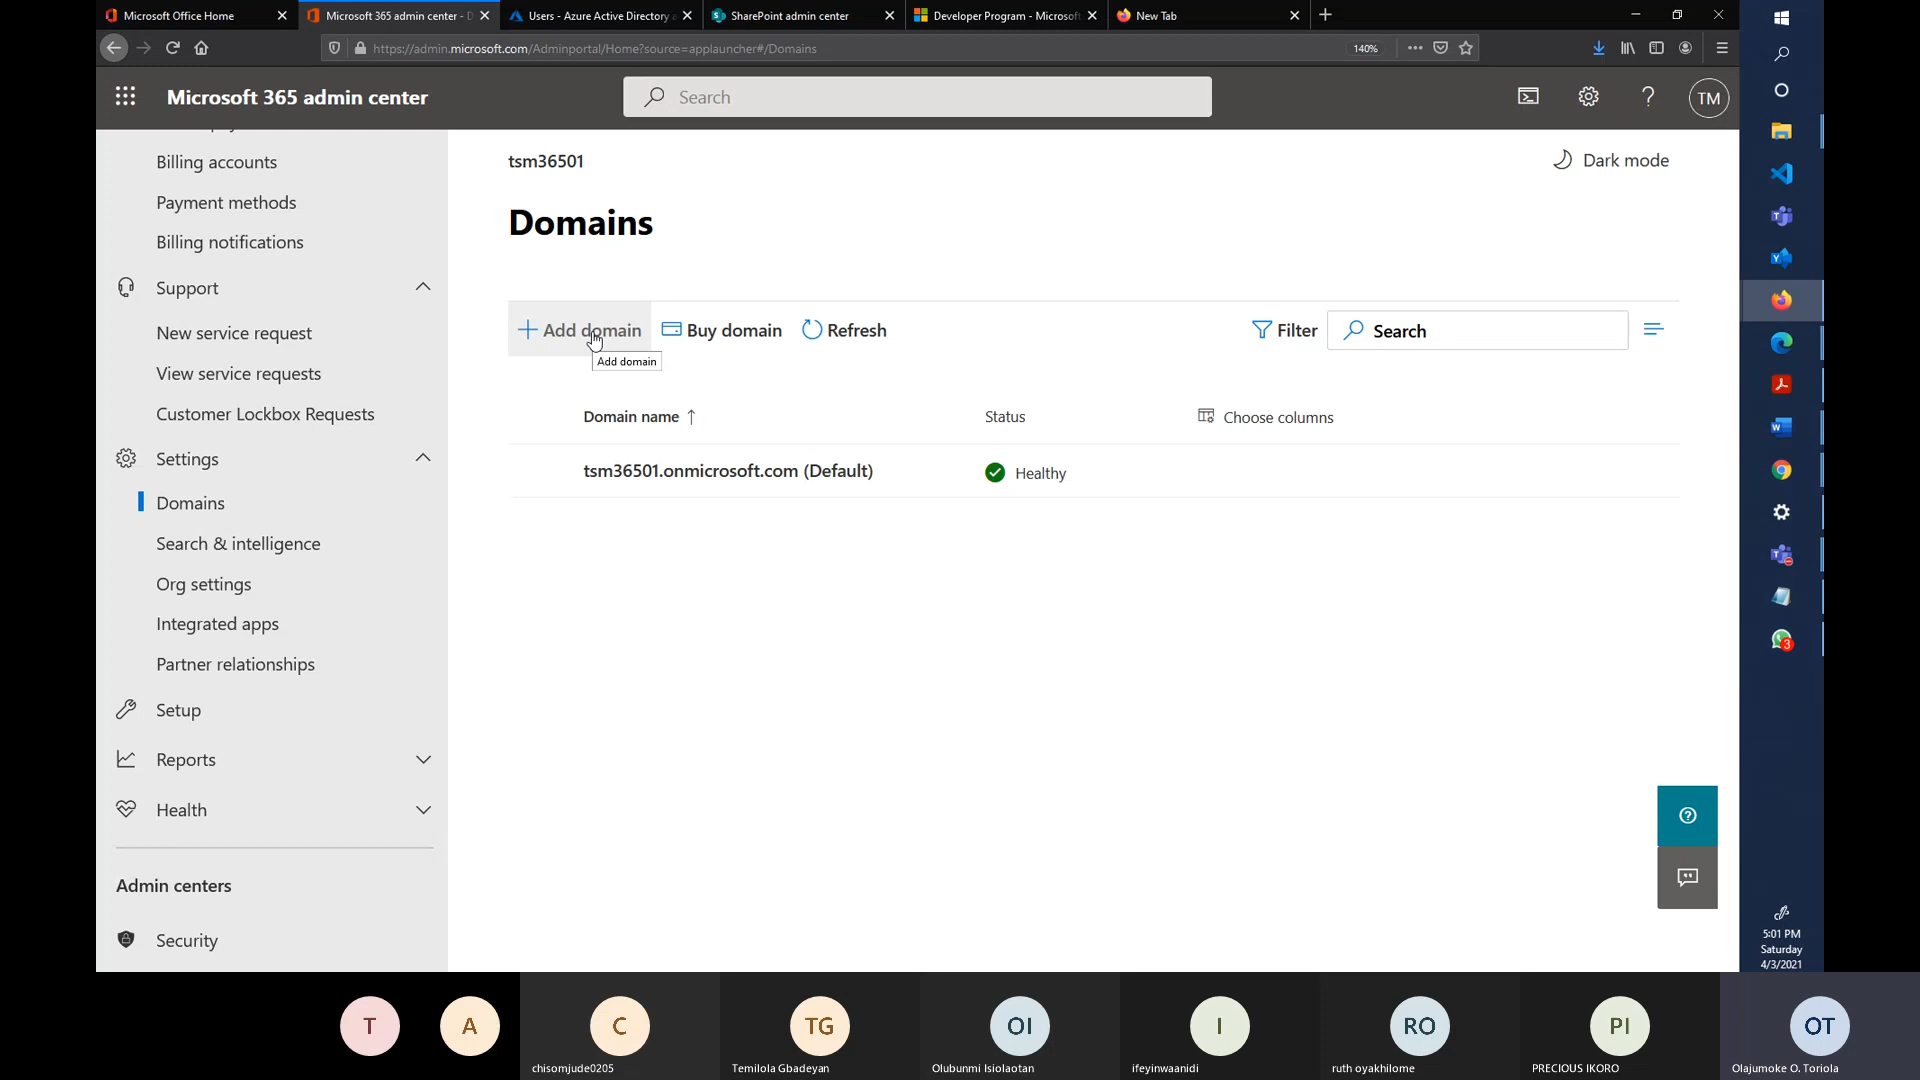 Microsoft Office Home
Microsoft 365 admin center - D
Users - Azure Active Directory a
SharePoint admin center
Developer Program - Microsoft
New Tab
https://admin.microsoft.com/Adminportal/Home?source=applauncher#/Domains
140%
Microsoft 365 admin center
Search
TM
Billing accounts
Payment methods
Billing notifications
Support
New service request
View service requests
Customer Lockbox Requests
Settings
Domains
Search & intelligence
Org settings
Integrated apps
Partner relationships
Setup
Reports
Health
Admin centers
Security
tsm36501
Dark mode
Domains
Add domain
Buy domain
Refresh
Filter
Search
Add domain
Domain name
Status
Choose columns
tsm36501.onmicrosoft.com (Default)
Healthy
3
5:01 PM
Saturday
4/3/2021
T
A
C
TG
OI
I
RO
PI
OT
chisomjude0205
Temilola Gbadeyan
Olubunmi Isiolaotan
ifeyinwaanidi
ruth oyakhilome
PRECIOUS IKORO
Olajumoke O. Toriola